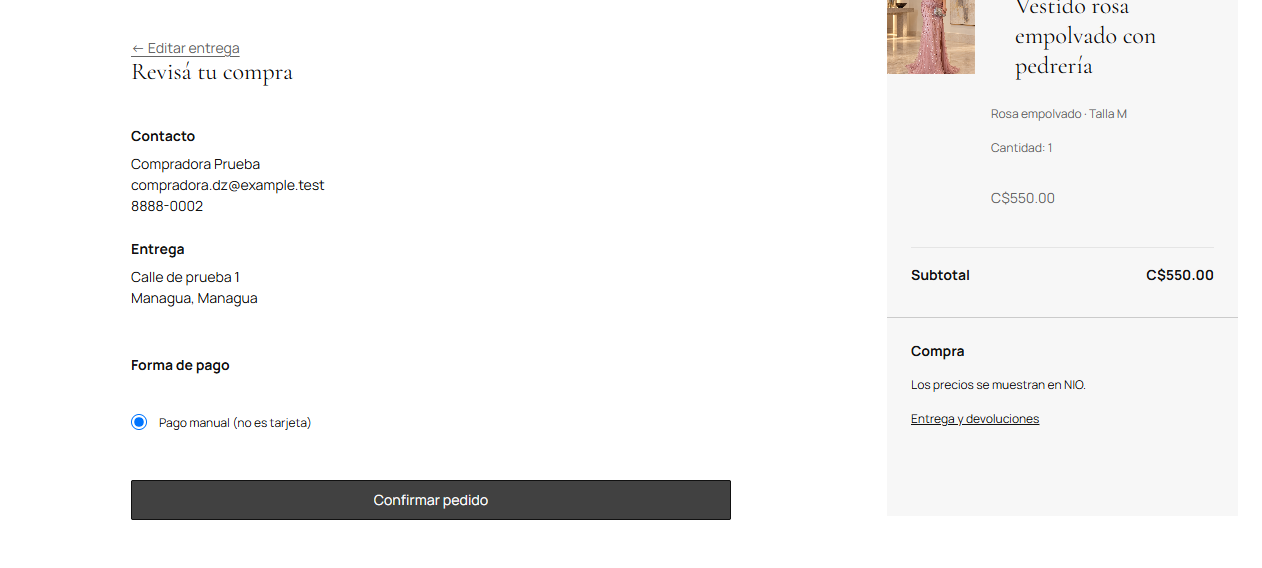 ← Editar entrega
Revisá tu compra
Contacto
Compradora Prueba
compradora.dz@example.test
8888-0002
Entrega
Calle de prueba 1
Managua, Managua
Forma de pago
Pago manual (no es tarjeta)
Confirmar pedido
Vestido rosa
empolvado con
pedrería
Rosa empolvado · Talla M
Cantidad: 1
C$550.00
Subtotal C$550.00
Compra
Los precios se muestran en NIO.
Entrega y devoluciones